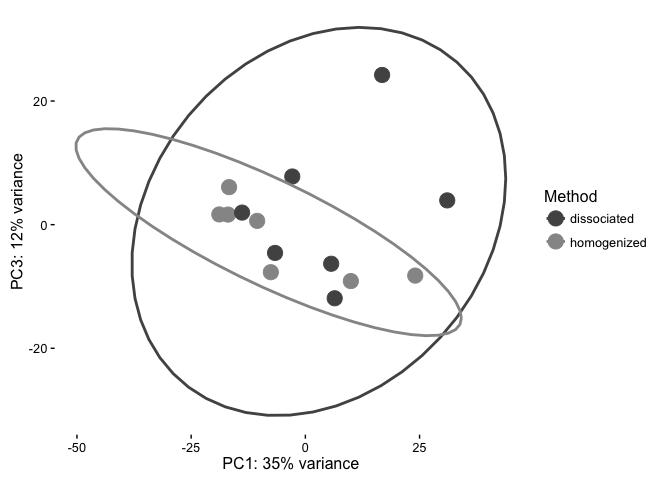 20
0
-20
PC3: 12% variance
-50
-25
0
25
PC1: 35% variance
Method
dissociated
homogenized